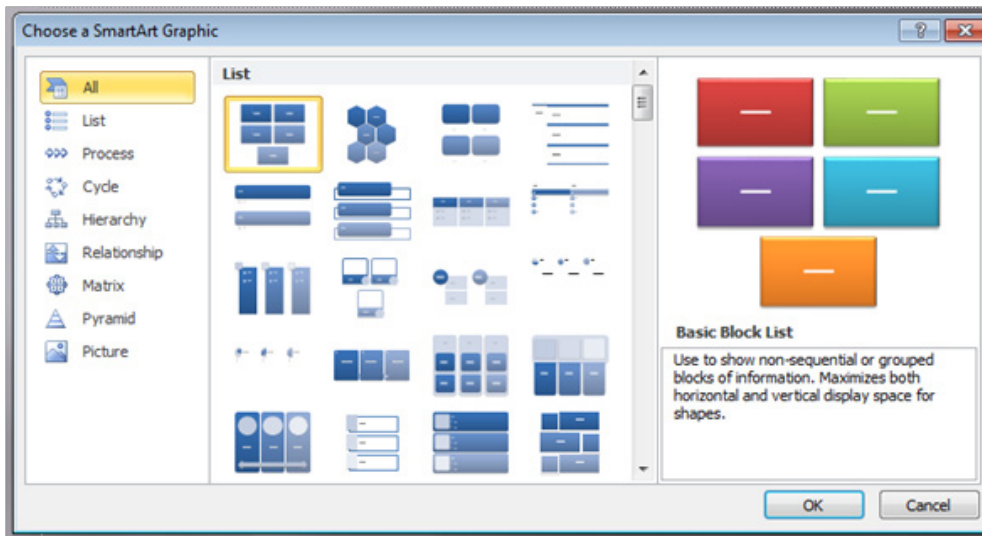 Choose a SmartArt Graphic
All
List
Process
Cycle
Hierarchy
Relationship
Matrix
Pyramid
Picture
List
Basic Block List
Use to show non-sequential or grouped
blocks of information. Maximizes both
horizontal and vertical display space for
shapes.
OK
Cancel